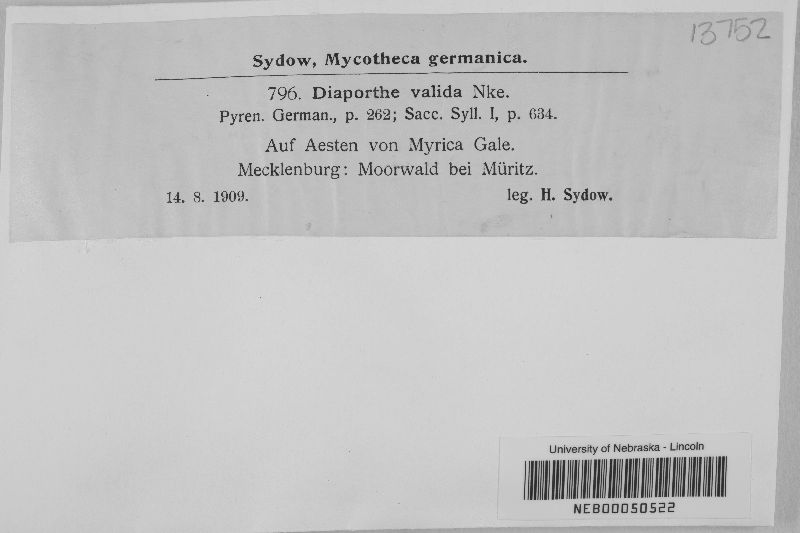 13752
Sydow, Mycotheca germanica.
796. Diaporthe valida Nke.
Pyren. German., p. 262; Sacc. Syll. I, p. 634.
Auf Aesten von Myrica Gale.
Mecklenburg: Moorwald bei Müritz.
14. 8. 1909. leg. H. Sydow.
University of Nebraska - Lincoln
NEB00050522